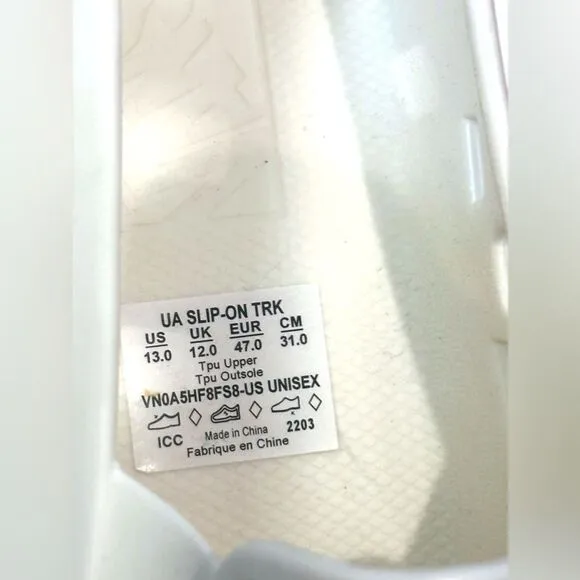 UA SLIP-ON TRK
US UK EUR CM
13.0 12.0 47.0 31.0
Tpu Upper
Tpu Outsole
VN0A5HF8FS8-US UNISEX
ICC Made in China 2203
Fabrique en Chine